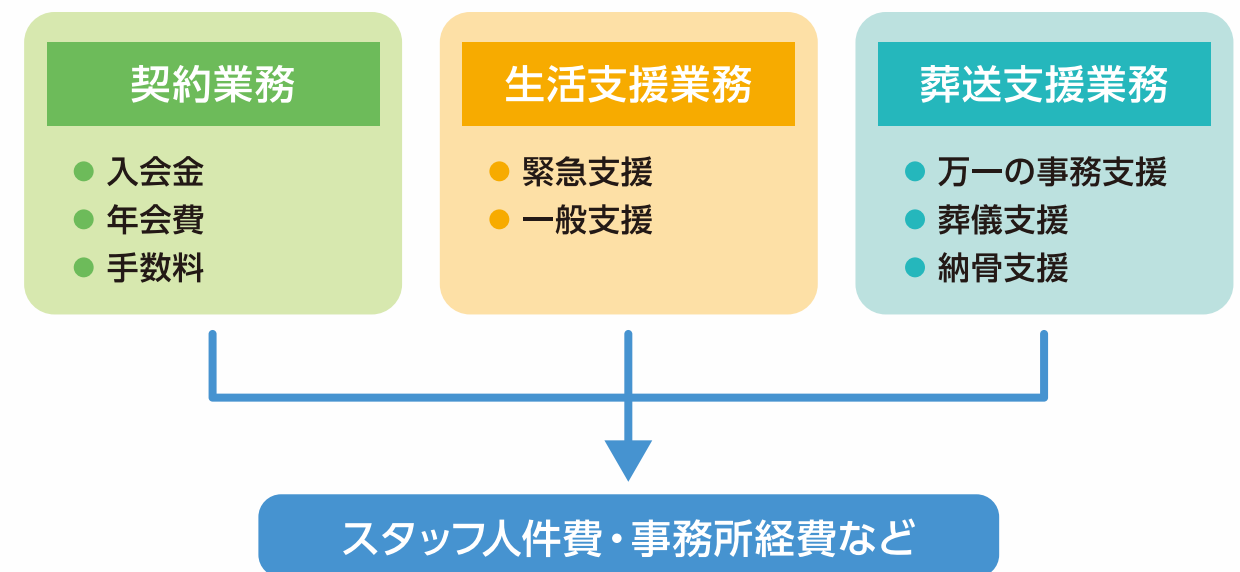 契約業務
入会金
年会費
手数料
生活支援業務
緊急支援
一般支援
葬送支援業務
万一の事務支援
葬儀支援
納骨支援
スタッフ人件費・事務所経費など